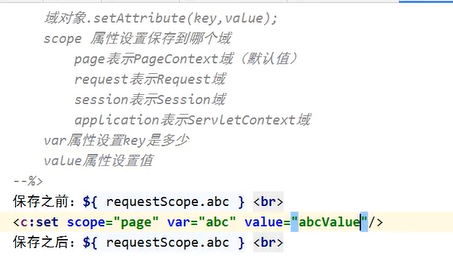 域对象.setAttribute(key,value);
scope 属性设置保存到哪个域
page表示PageContext域（默认值）
request表示Request域
session表示Session域
application表示ServletContext域
var属性设置key是多少
value属性设置值
--%>
保存之前：${ requestScope.abc } <br>
<c:set scope="page" var="abc" value="abcValue"/>
保存之后：${ requestScope.abc } <br>